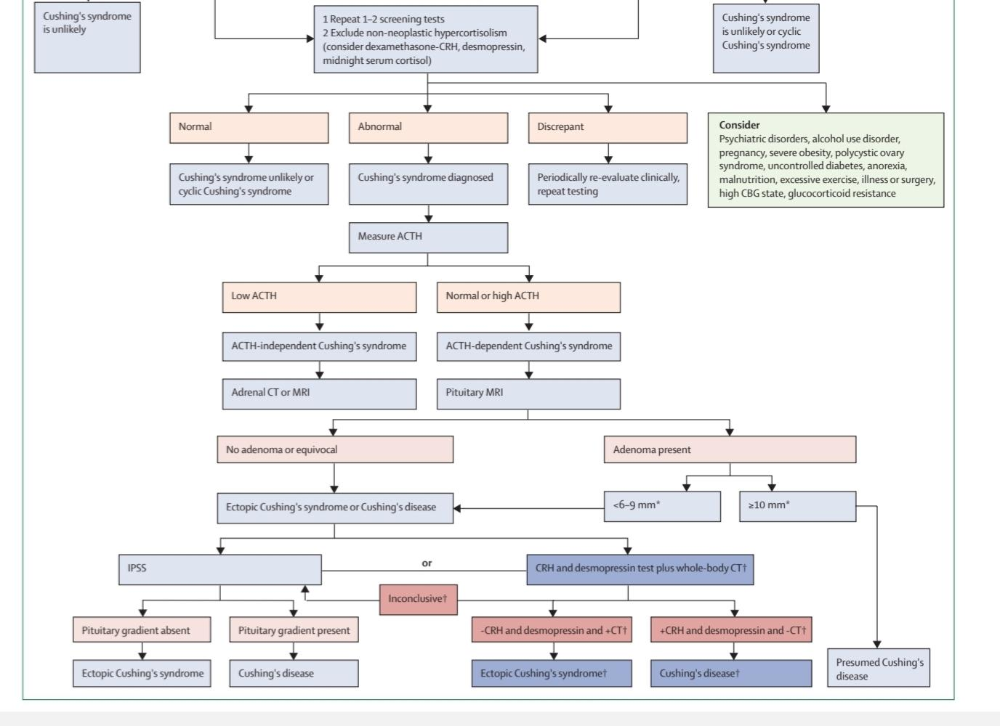 Cushing's syndrome
is unlikely
1 Repeat 1–2 screening tests
2 Exclude non-neoplastic hypercortisolism
(consider dexamethasone-CRH, desmopressin,
midnight serum cortisol)
Cushing's syndrome
is unlikely or cyclic
Cushing's syndrome
Normal
Abnormal
Discrepant
Consider
Psychiatric disorders, alcohol use disorder,
pregnancy, severe obesity, polycystic ovary
syndrome, uncontrolled diabetes, anorexia,
malnutrition, excessive exercise, illness or surgery,
high CBG state, glucocorticoid resistance
Cushing's syndrome unlikely or
cyclic Cushing's syndrome
Cushing's syndrome diagnosed
Periodically re-evaluate clinically,
repeat testing
Measure ACTH
Low ACTH
Normal or high ACTH
ACTH-independent Cushing's syndrome
ACTH-dependent Cushing's syndrome
Adrenal CT or MRI
Pituitary MRI
No adenoma or equivocal
Adenoma present
Ectopic Cushing's syndrome or Cushing's disease
<6–9 mm*
≥10 mm*
IPSS
or
CRH and desmopressin test plus whole-body CT†
Inconclusive†
Pituitary gradient absent
Pituitary gradient present
-CRH and desmopressin and +CT†
+CRH and desmopressin and -CT†
Ectopic Cushing's syndrome
Cushing's disease
Ectopic Cushing's syndrome†
Cushing's disease†
Presumed Cushing's
disease